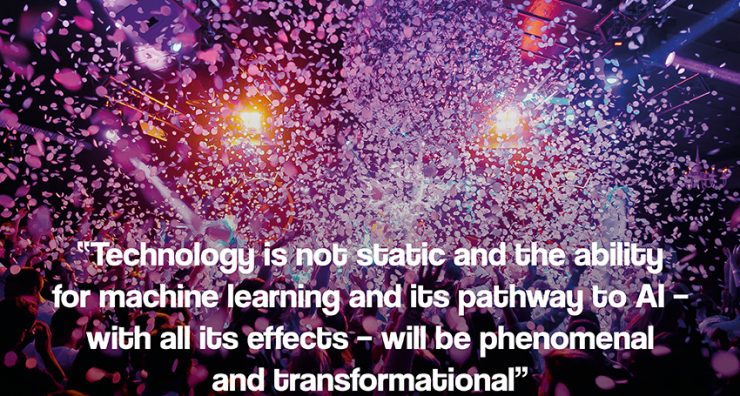 “Technology is not static and the ability
for machine learning and its pathway to AI –
with all its effects – will be phenomenal
and transformational”